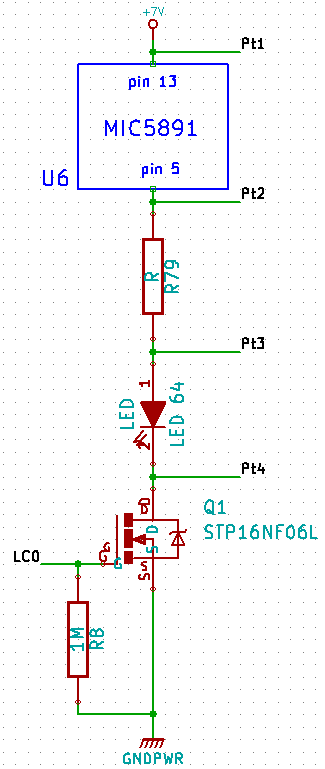 +7V
Pt1
pin 13
MIC5891
pin 5
U6
Pt2
R
R79
Pt3
1
LED
LED 64
2
Pt4
D
D
Q1
STP16NF06L
G
G
S
S
LC0
1M
R8
GNDPWR